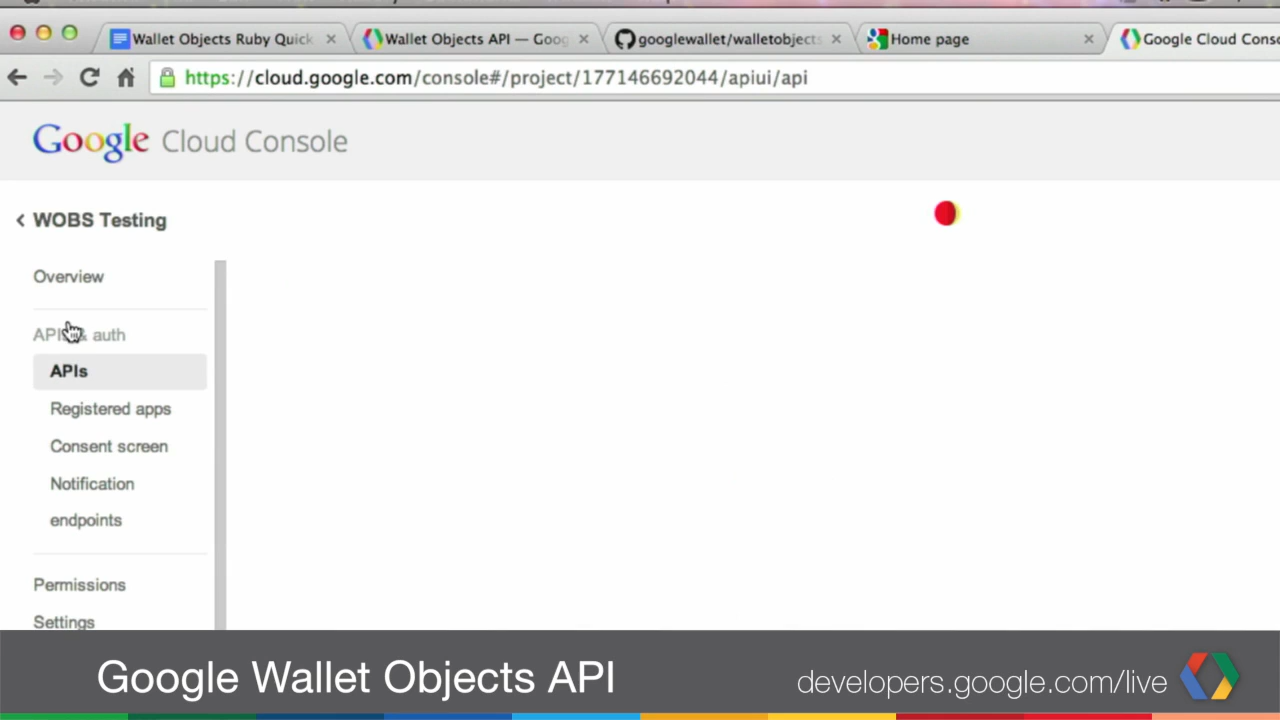 Wallet Objects Ruby Quick
Wallet Objects API — Goog
googlewallet/walletobjects
Home page
Google Cloud Conso
https://cloud.google.com/console#/project/177146692044/apiui/api
Google Cloud Console
WOBS Testing
Overview
APIs & auth
APIs
Registered apps
Consent screen
Notification
endpoints
Permissions
Settings
Google Wallet Objects API
developers.google.com/live